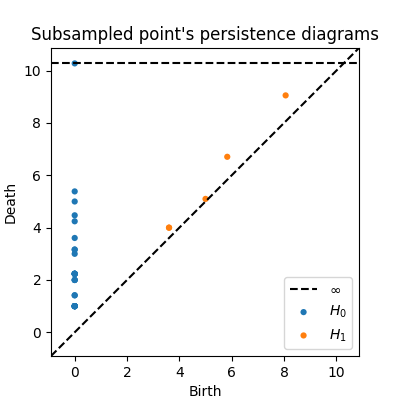 Subsampled point's persistence diagrams
Death
10
8
6
4
2
0
∞
H₀
H₁
0 2 4 6 8 10
Birth